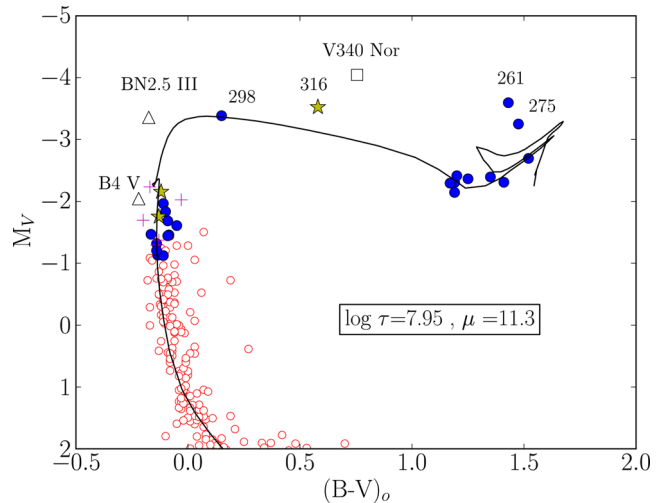 −5
V340 Nor
BN2.5 III
316
261
−4
298
275
−3
B4 V
−2
M_V
−1
0
log τ=7.95 , μ =11.3
1
2
−0.5 0.0 0.5 1.0 1.5 2.0
(B-V)_o